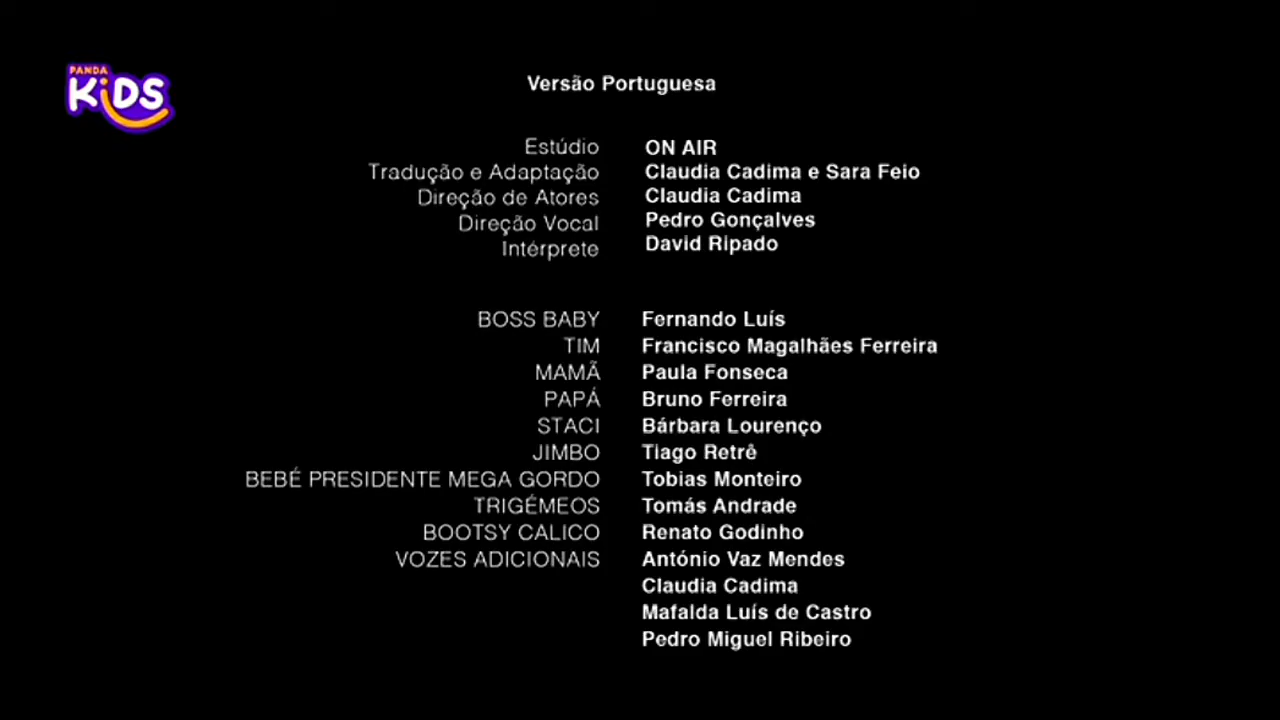 PANDA
KiDS
Versão Portuguesa
Estúdio ON AIR
Tradução e Adaptação Claudia Cadima e Sara Feio
Direção de Atores Claudia Cadima
Direção Vocal Pedro Gonçalves
Intérprete David Ripado
BOSS BABY Fernando Luís
TIM Francisco Magalhães Ferreira
MAMÃ Paula Fonseca
PAPÁ Bruno Ferreira
STACI Bárbara Lourenço
JIMBO Tiago Retrê
BEBÉ PRESIDENTE MEGA GORDO Tobias Monteiro
TRIGÉMEOS Tomás Andrade
BOOTSY CALICO Renato Godinho
VOZES ADICIONAIS António Vaz Mendes
Claudia Cadima
Mafalda Luís de Castro
Pedro Miguel Ribeiro